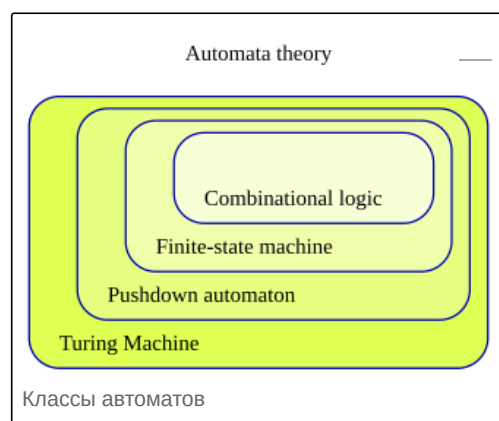 Automata theory
Combinational logic
Finite-state machine
Pushdown automaton
Turing Machine
Классы автоматов